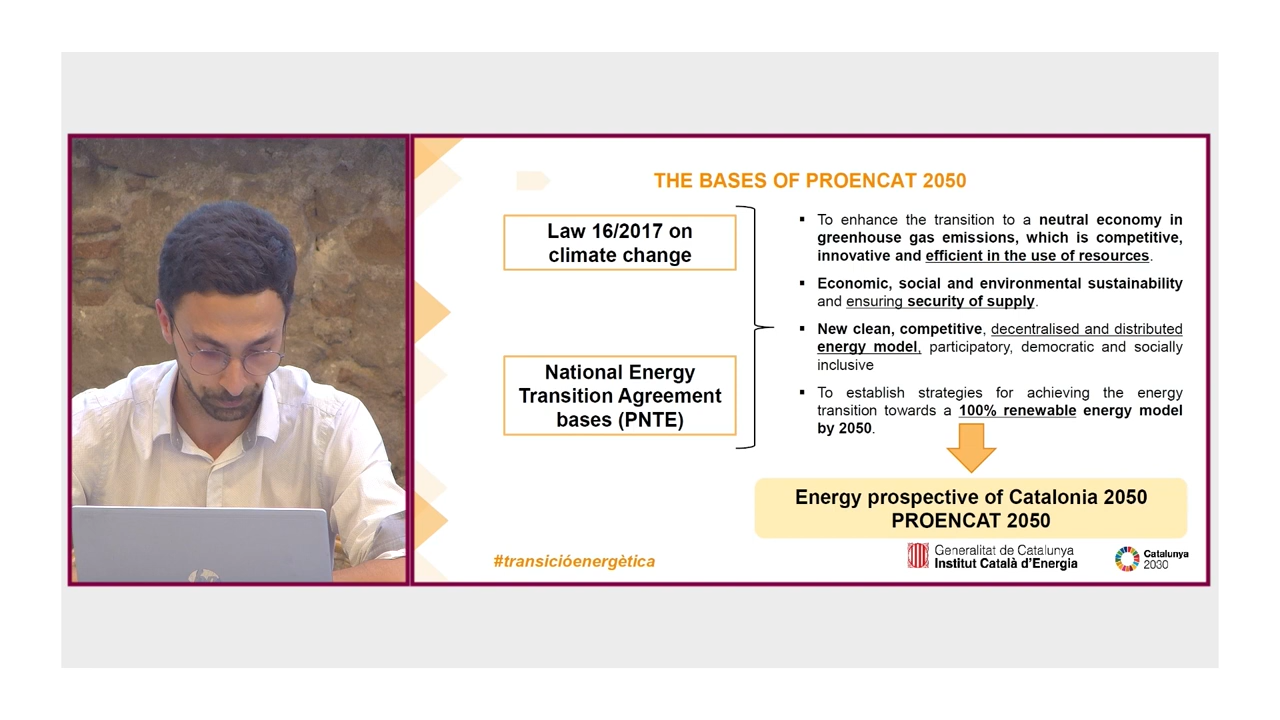 THE BASES OF PROENCAT 2050
Law 16/2017 on
climate change
National Energy
Transition Agreement
bases (PNTE)
▪ To enhance the transition to a neutral economy in
greenhouse gas emissions, which is competitive,
innovative and efficient in the use of resources.
▪ Economic, social and environmental sustainability
and ensuring security of supply.
▪ New clean, competitive, decentralised and distributed
energy model, participatory, democratic and socially
inclusive
▪ To establish strategies for achieving the energy
transition towards a 100% renewable energy model
by 2050.
Energy prospective of Catalonia 2050
PROENCAT 2050
#transicióenergètica
Generalitat de Catalunya
Institut Català d'Energia
Catalunya
2030